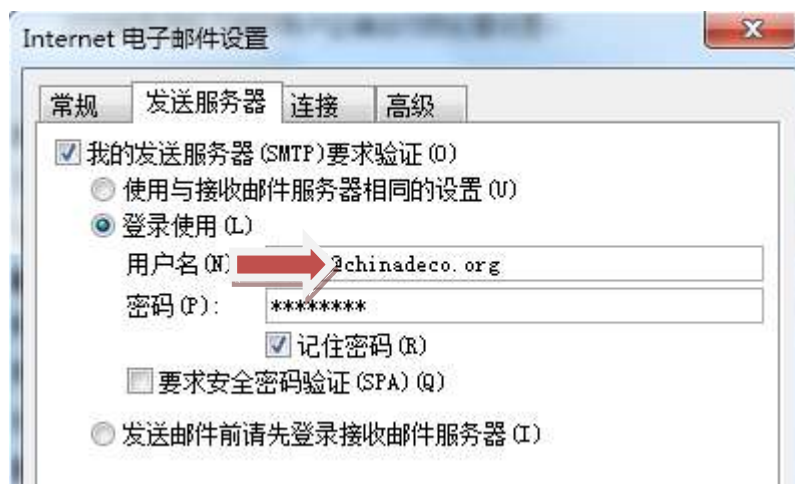 Internet 电子邮件设置
常规 发送服务器 连接 高级
我的发送服务器(SMTP)要求验证(O)
使用与接收邮件服务器相同的设置(U)
登录使用(L)
用户名(N) @chinadeco.org
密码(P): ********
记住密码(R)
要求安全密码验证(SPA)(Q)
发送邮件前请先登录接收邮件服务器(I)